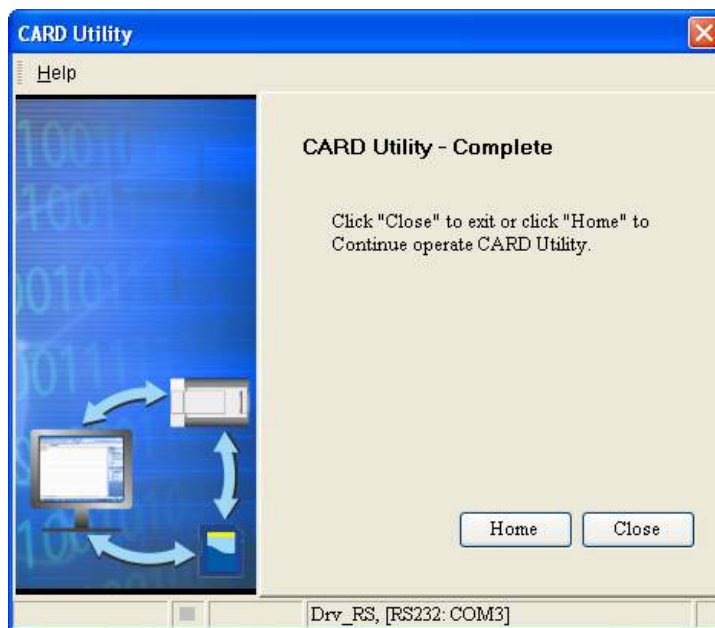 CARD Utility
Help
CARD Utility - Complete
Click "Close" to exit or click "Home" to
Continue operate CARD Utility.
Home
Close
Drv_RS, [RS232: COM3]